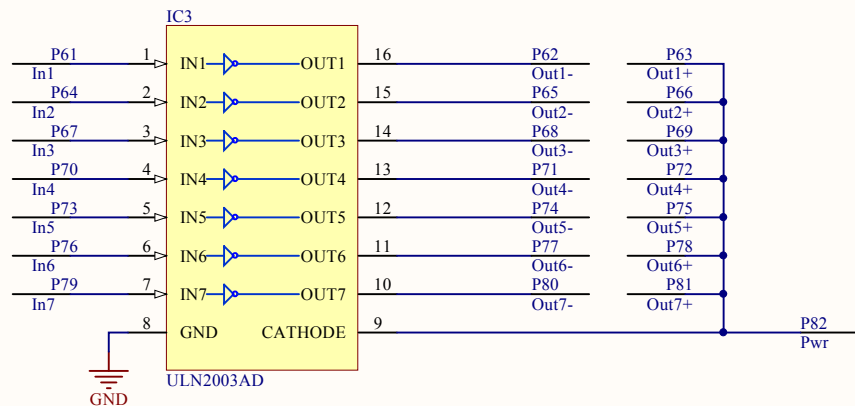 IC3
P61 1 IN1 OUT1 16 P62 P63
In1 Out1- Out1+
P64 2 IN2 OUT2 15 P65 P66
In2 Out2- Out2+
P67 3 IN3 OUT3 14 P68 P69
In3 Out3- Out3+
P70 4 IN4 OUT4 13 P71 P72
In4 Out4- Out4+
P73 5 IN5 OUT5 12 P74 P75
In5 Out5- Out5+
P76 6 IN6 OUT6 11 P77 P78
In6 Out6- Out6+
P79 7 IN7 OUT7 10 P80 P81
In7 Out7- Out7+
8 GND CATHODE 9 P82
Pwr
ULN2003AD
GND